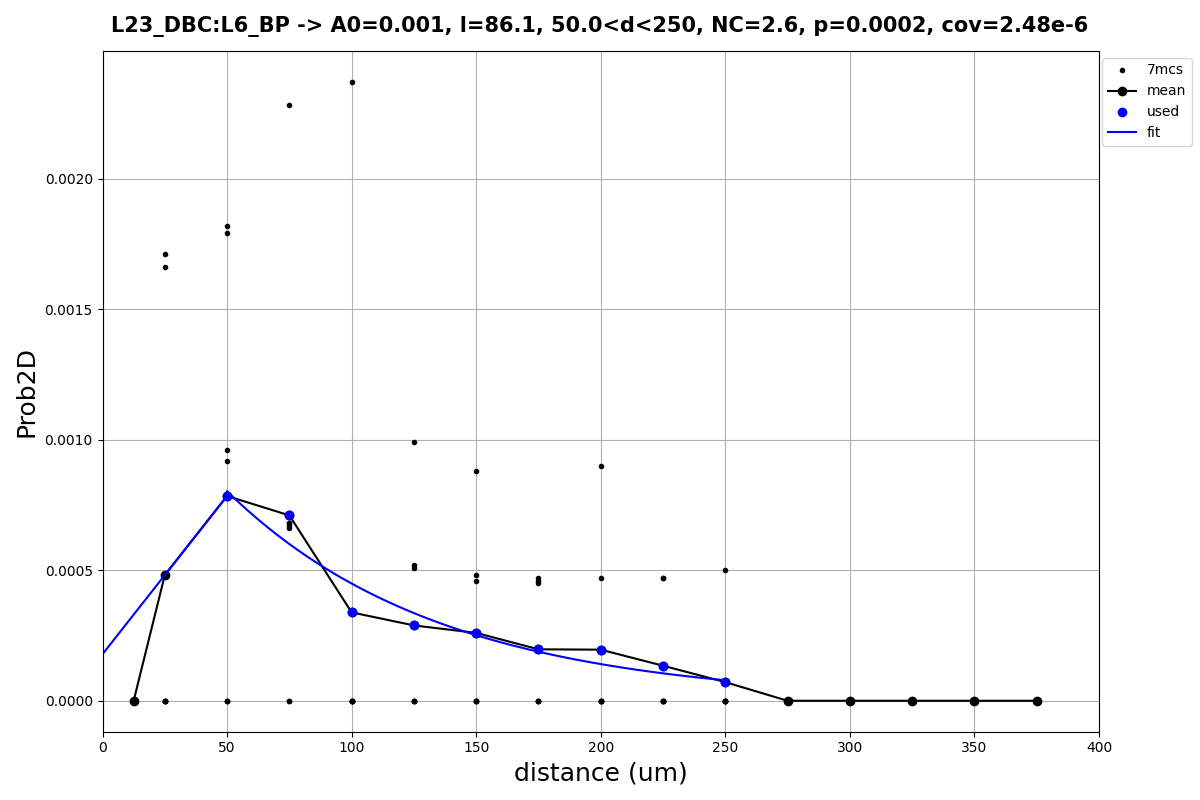 L23_DBC:L6_BP -> A0=0.001, l=86.1, 50.0<d<250, NC=2.6, p=0.0002, cov=2.48e-6
7mcs
mean
used
fit
Prob2D
0.0020
0.0015
0.0010
0.0005
0.0000
0 50 100 150 200 250 300 350 400
distance (um)